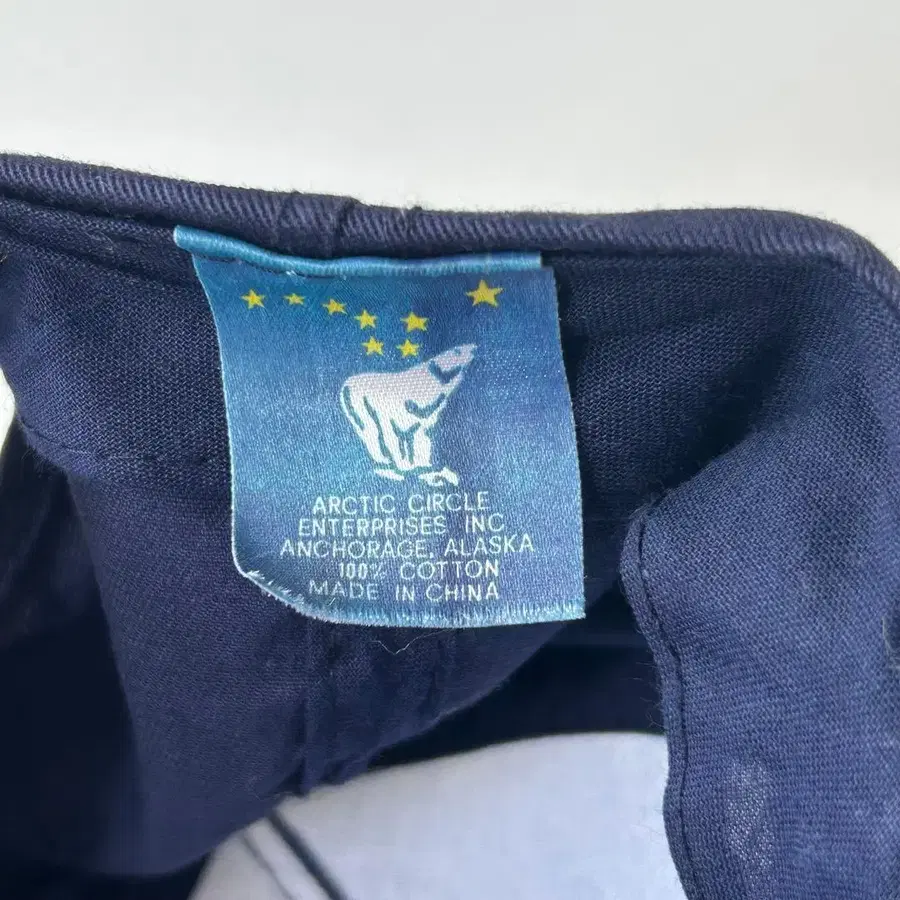 ARCTIC CIRCLE
ENTERPRISES INC
ANCHORAGE, ALASKA
100% COTTON
MADE IN CHINA